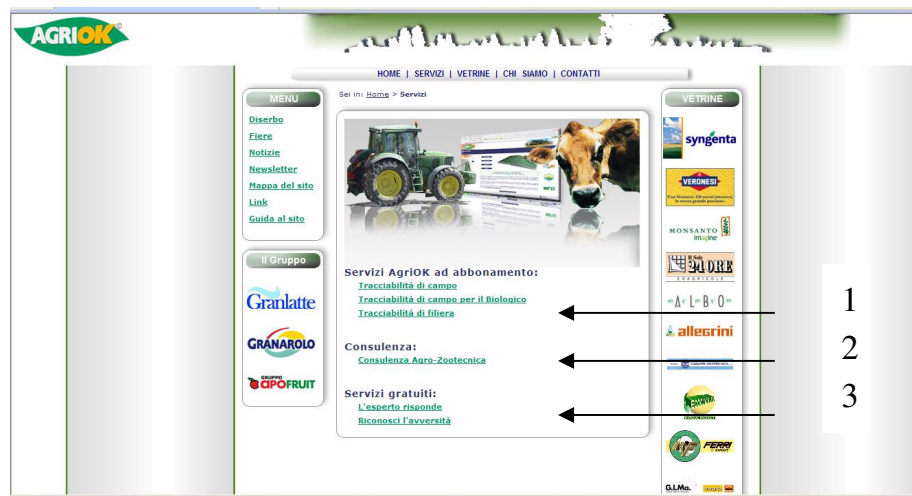 AGRIOK©
HOME | SERVIZI | VETRINE | CHI SIAMO | CONTATTI
Sei in: Home > Servizi
MENU
Diserbo
Fiere
Notizie
Newsletter
Mappa del sito
Link
Guida al sito
Il Gruppo
Granlatte
GRANAROLO
GRUPPO
APOFRUIT
Servizi AgriOK ad abbonamento:
Tracciabilità di campo
Tracciabilità di campo per il Biologico
Tracciabilità di filiera
Consulenza:
Consulenza Agro-Zootecnica
Servizi gratuiti:
L'esperto risponde
Riconosci l'avversità
VETRINE
syngenta
VERONESI
MONSANTO
imagine
Il Sole
24 ORE
EDAGRICOLE
ALBO
allegrini
FERRI
G.I.Mo.
1
2
3